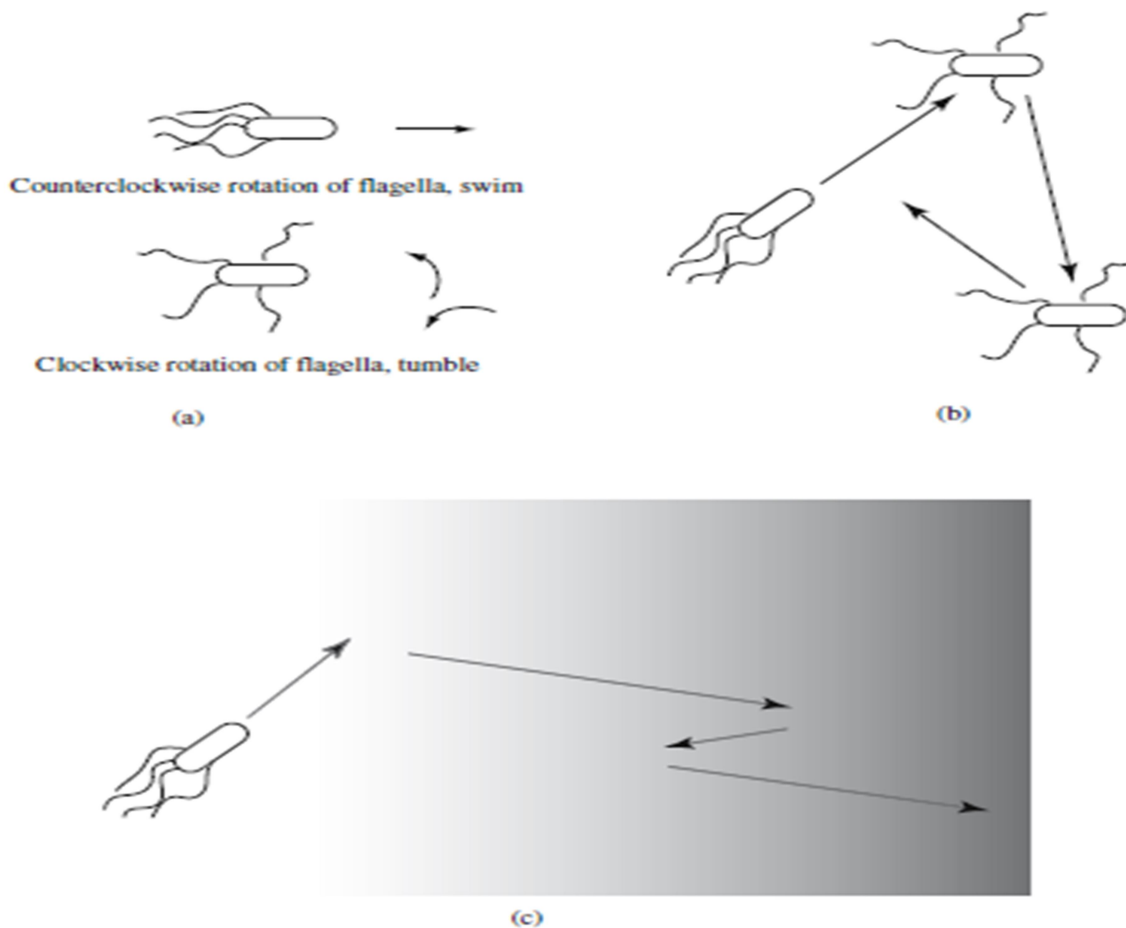 Counterclockwise rotation of flagella, swim
Clockwise rotation of flagella, tumble
(a)
(b)
(c)